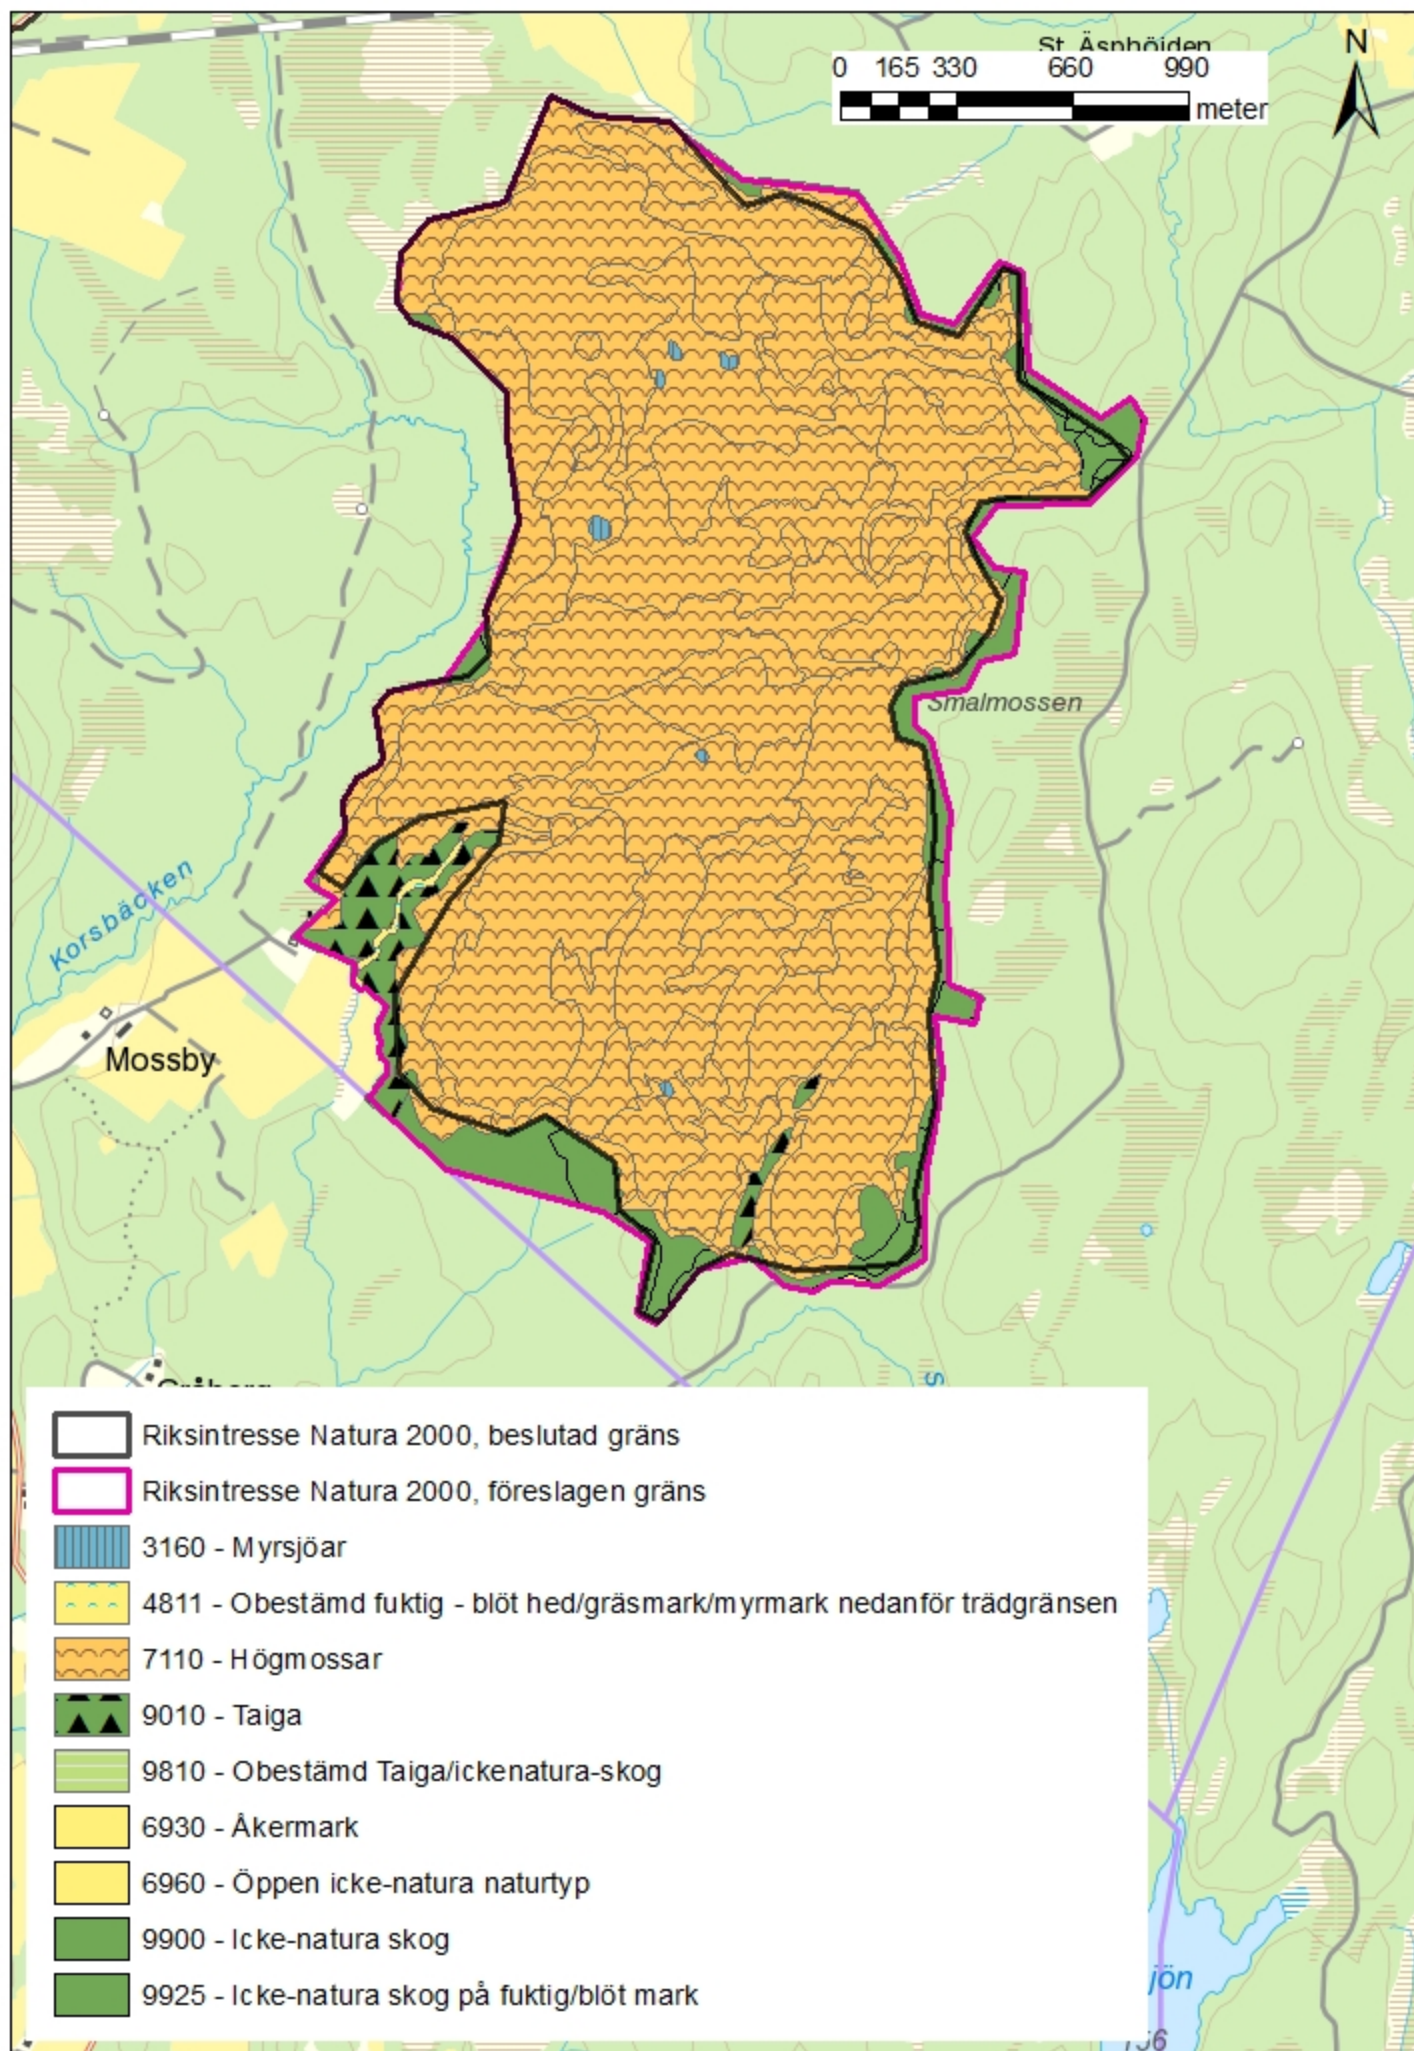 St. Äsphöjden
N
0 165 330 660 990
meter
Smalmossen
Korsbäcken
Mossby
S
Riksintresse Natura 2000, beslutad gräns
Riksintresse Natura 2000, föreslagen gräns
3160 - Myrsjöar
4811 - Obestämd fuktig - blöt hed/gräsmark/myrmark nedanför trädgränsen
7110 - Högmossar
9010 - Taiga
9810 - Obestämd Taiga/ickenatura-skog
6930 - Åkermark
6960 - Öppen icke-natura naturtyp
9900 - Icke-natura skog
9925 - Icke-natura skog på fuktig/blöt mark
jön
156